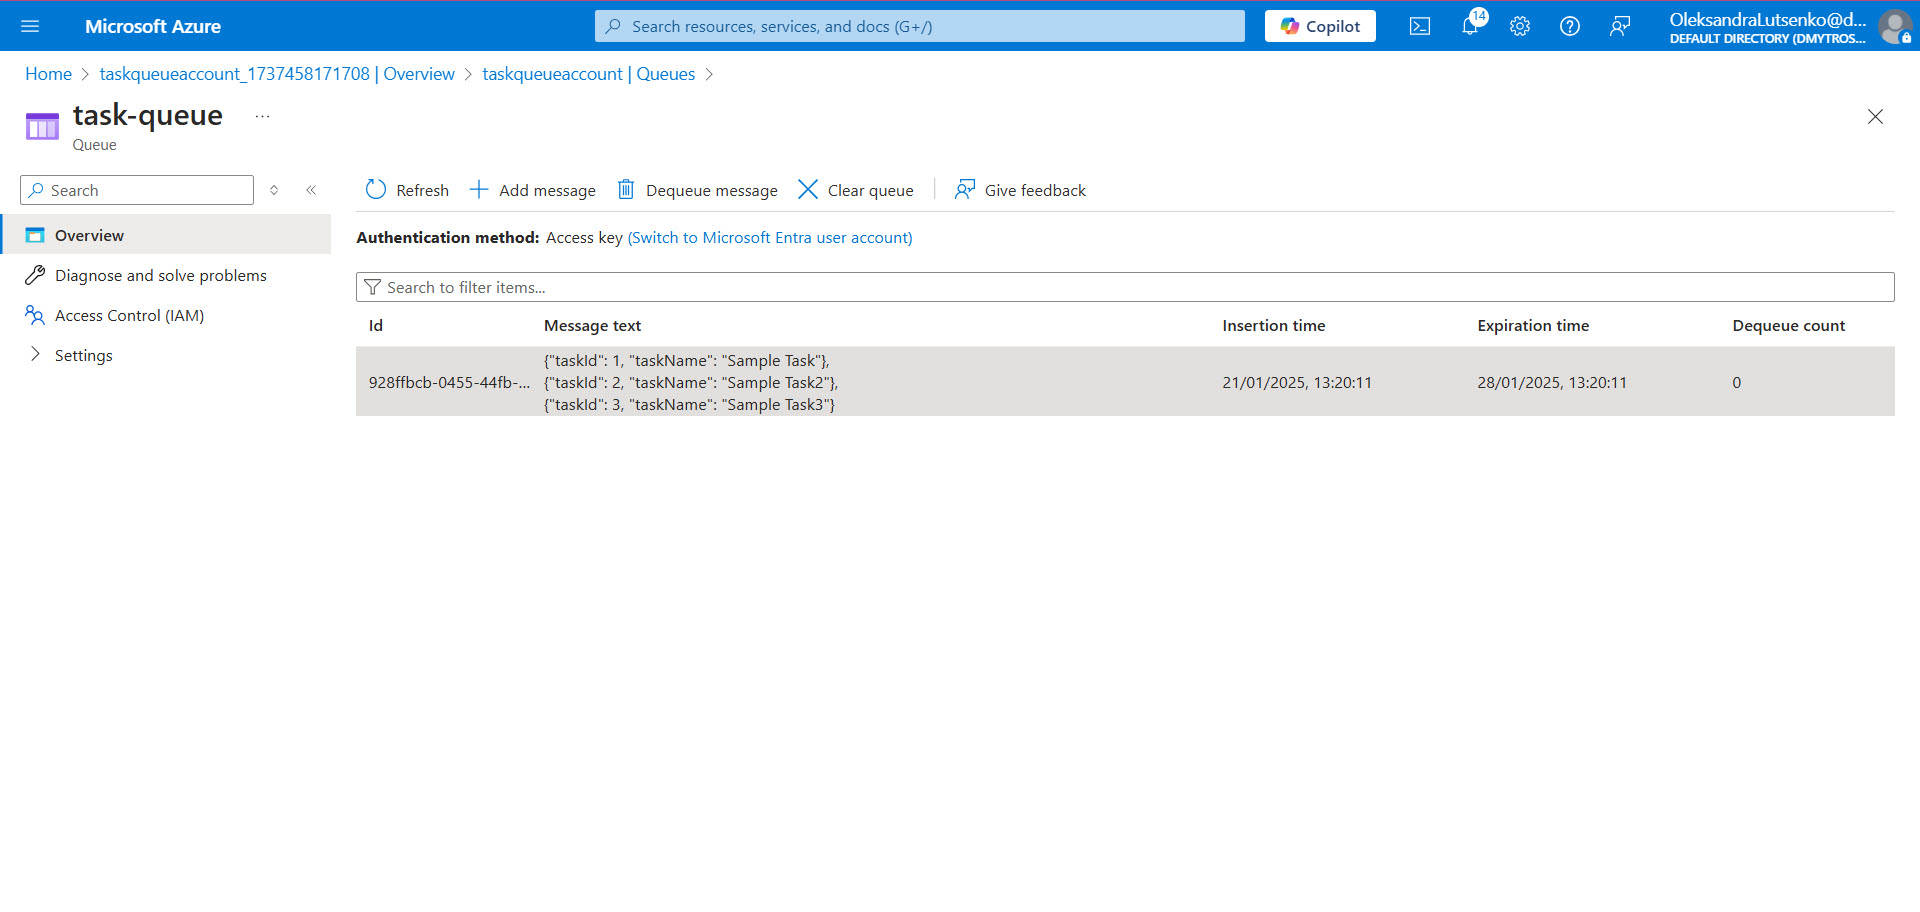 Microsoft Azure
Search resources, services, and docs (G+/)
Copilot
14
OleksandraLutsenko@d...
DEFAULT DIRECTORY (DMYTROS...
Home > taskqueueaccount_1737458171708 | Overview > taskqueueaccount | Queues >
task-queue ...
Queue
Search
Refresh
Add message
Dequeue message
Clear queue
Give feedback
Overview
Diagnose and solve problems
Access Control (IAM)
Settings
Authentication method: Access key (Switch to Microsoft Entra user account)
Search to filter items...
Id Message text Insertion time Expiration time Dequeue count
{"taskId": 1, "taskName": "Sample Task"},
928ffbcb-0455-44fb-... {"taskId": 2, "taskName": "Sample Task2"}, 21/01/2025, 13:20:11 28/01/2025, 13:20:11 0
{"taskId": 3, "taskName": "Sample Task3"}